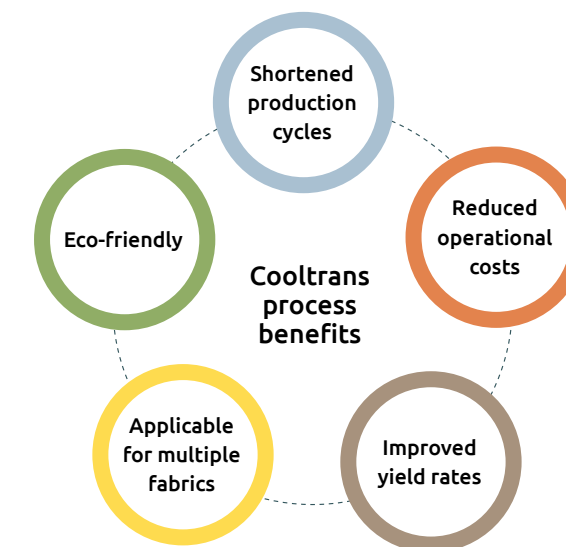 Shortened
production
cycles
Reduced
operational
costs
Eco-friendly
Cooltrans
process
benefits
Applicable
for multiple
fabrics
Improved
yield rates